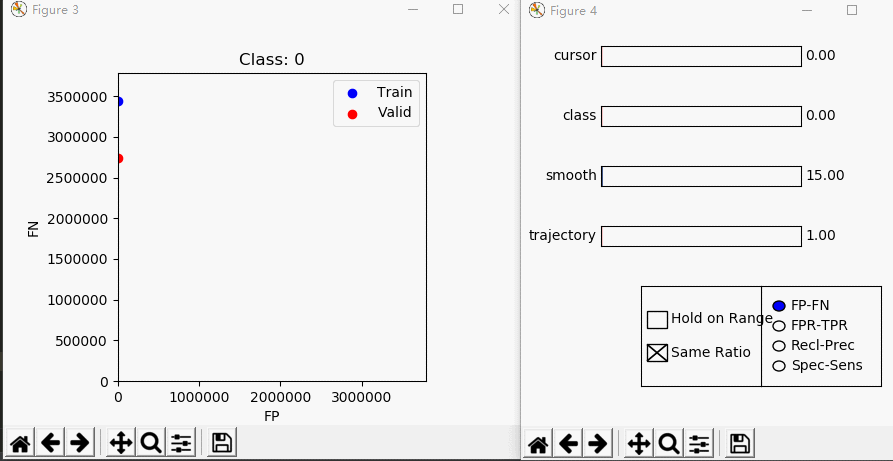 Figure 3
Class: 0
Train
Valid
3500000
3000000
2500000
2000000
1500000
1000000
500000
0
FN
0 1000000 2000000 3000000
FP
Figure 4
cursor 0.00
class 0.00
smooth 15.00
trajectory 1.00
Hold on Range
Same Ratio
FP-FN
FPR-TPR
Recl-Prec
Spec-Sens